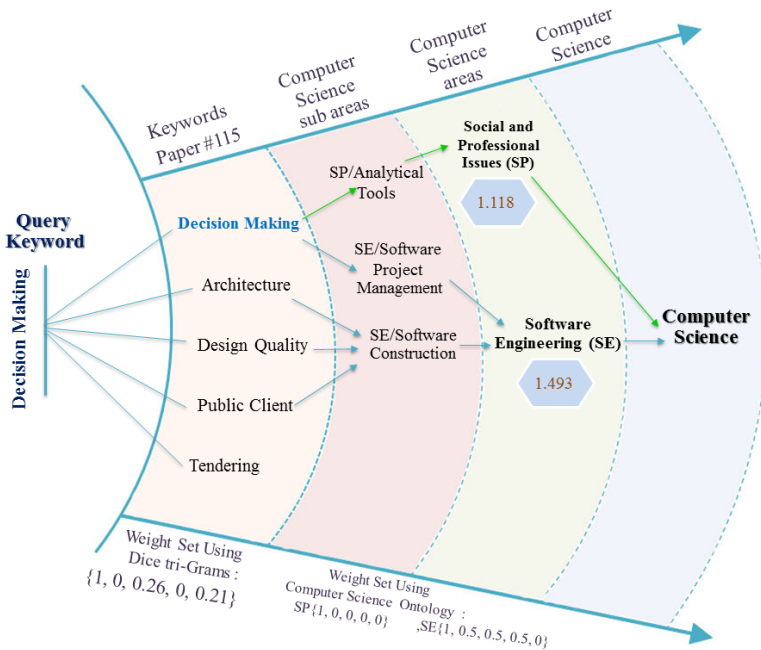 Keywords
Paper #115
Computer
Science
sub areas
Computer
Science
areas
Computer
Science
Query
Keyword
Decision Making
Decision Making
Architecture
Design Quality
Public Client
Tendering
SP/Analytical
Tools
SE/Software
Project
Management
SE/Software
Construction
Social and
Professional
Issues (SP)
1.118
Software
Engineering (SE)
1.493
Computer
Science
Weight Set Using
Dice tri-Grams :
{1, 0, 0.26, 0, 0.21}
Weight Set Using
Computer Science Ontology :
SP{1, 0, 0, 0, 0} ,SE{1, 0.5, 0.5, 0.5, 0}